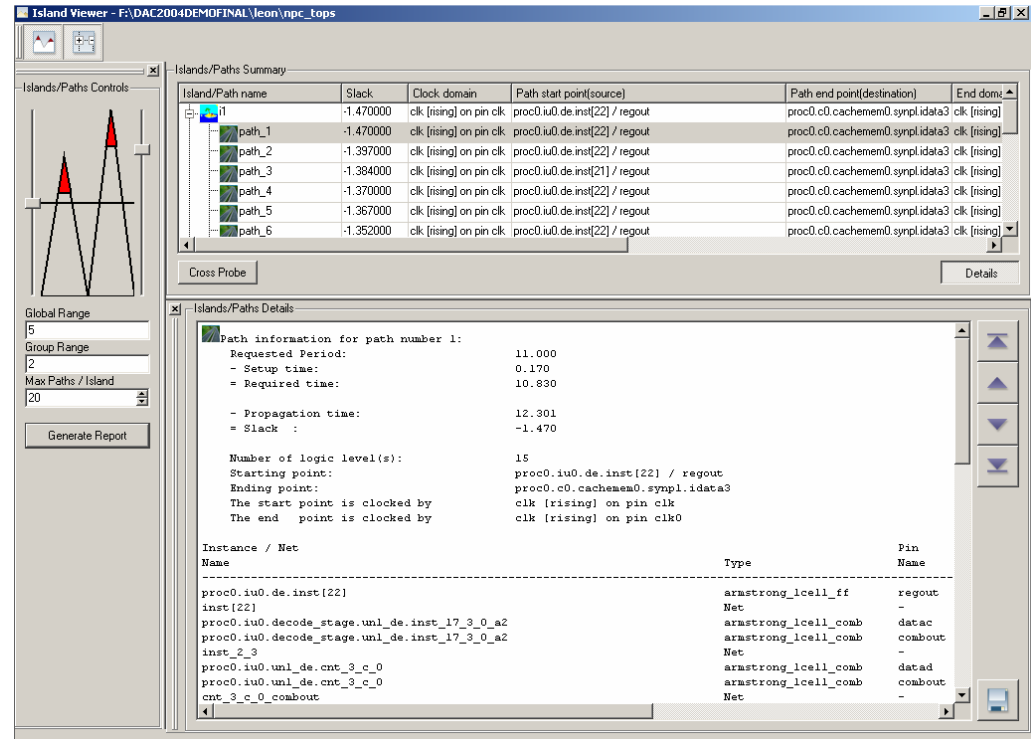 Island Viewer - F:\DAC2004DEMOFINAL\leon\npc_tops
Islands/Paths Controls
Global Range
5
Group Range
2
Max Paths / Island
20
Generate Report
Islands/Paths Summary
Island/Path name Slack Clock domain Path start point(source) Path end point(destination) End doma
i1 -1.470000 clk [rising] on pin clk proc0.iu0.de.inst[22] / regout proc0.c0.cachemem0.synpl.idata3 clk [rising]
path_1 -1.470000 clk [rising] on pin clk proc0.iu0.de.inst[22] / regout proc0.c0.cachemem0.synpl.idata3 clk [rising]
path_2 -1.397000 clk [rising] on pin clk proc0.iu0.de.inst[22] / regout proc0.c0.cachemem0.synpl.idata3 clk [rising]
path_3 -1.384000 clk [rising] on pin clk proc0.iu0.de.inst[21] / regout proc0.c0.cachemem0.synpl.idata3 clk [rising]
path_4 -1.370000 clk [rising] on pin clk proc0.iu0.de.inst[22] / regout proc0.c0.cachemem0.synpl.idata3 clk [rising]
path_5 -1.367000 clk [rising] on pin clk proc0.iu0.de.inst[22] / regout proc0.c0.cachemem0.synpl.idata3 clk [rising]
path_6 -1.352000 clk [rising] on pin clk proc0.iu0.de.inst[22] / regout proc0.c0.cachemem0.synpl.idata3 clk [rising]
Cross Probe Details
Islands/Paths Details
Path information for path number 1:
Requested Period: 11.000
- Setup time: 0.170
= Required time: 10.830
- Propagation time: 12.301
= Slack : -1.470
Number of logic level(s): 15
Starting point: proc0.iu0.de.inst[22] / regout
Ending point: proc0.c0.cachemem0.synpl.idata3
The start point is clocked by clk [rising] on pin clk
The end point is clocked by clk [rising] on pin clk0
Instance / Net Pin
Name Type Name
proc0.iu0.de.inst[22] armstrong_lcell_ff regout
inst[22] Net -
proc0.iu0.decode_stage.un1_de.inst_17_3_0_a2 armstrong_lcell_comb datac
proc0.iu0.decode_stage.un1_de.inst_17_3_0_a2 armstrong_lcell_comb combout
inst_2_3 Net -
proc0.iu0.un1_de.cnt_3_c_0 armstrong_lcell_comb datad
proc0.iu0.un1_de.cnt_3_c_0 armstrong_lcell_comb combout
cnt_3_c_0_combout Net -